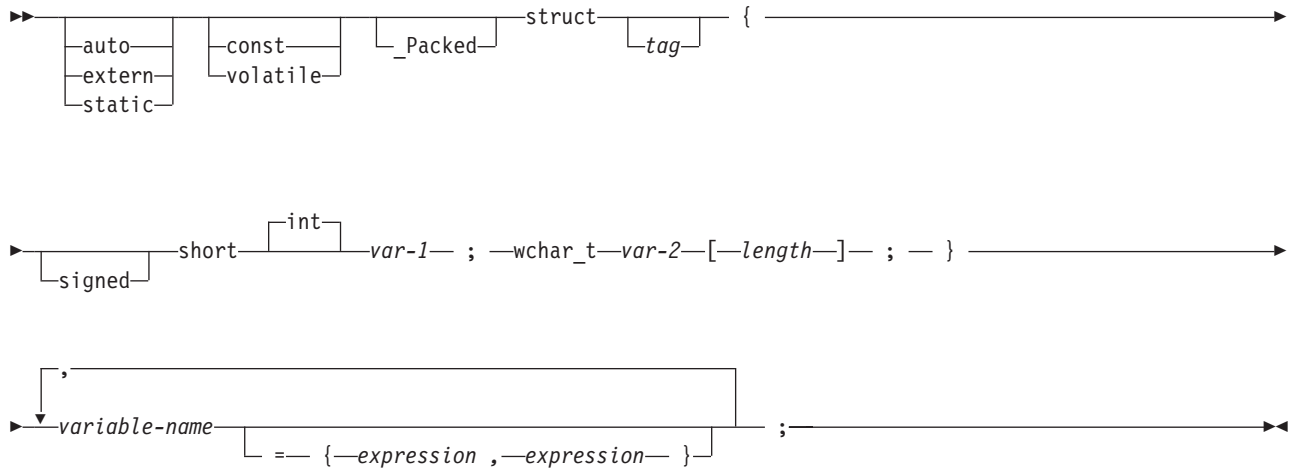 struct {
auto const _Packed tag
extern volatile
static
int
short var-1 ; wchar_t var-2 [ length ] ; }
signed
,
variable-name ;
= { expression , expression }